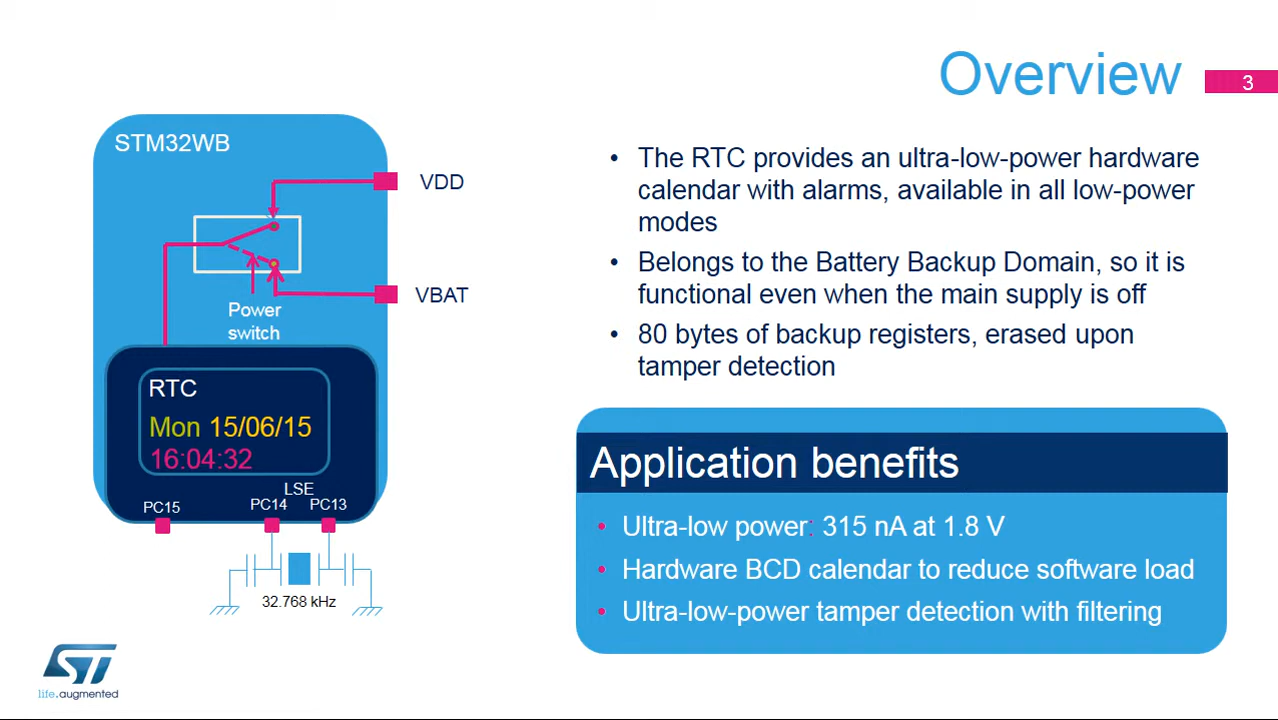 Overview
3
STM32WB
VDD
VBAT
Power
switch
RTC
Mon 15/06/15
16:04:32
LSE
PC15
PC14
PC13
32.768 kHz
• The RTC provides an ultra-low-power hardware
calendar with alarms, available in all low-power
modes
• Belongs to the Battery Backup Domain, so it is
functional even when the main supply is off
• 80 bytes of backup registers, erased upon
tamper detection
Application benefits
• Ultra-low power: 315 nA at 1.8 V
• Hardware BCD calendar to reduce software load
• Ultra-low-power tamper detection with filtering
ST
life.augmented